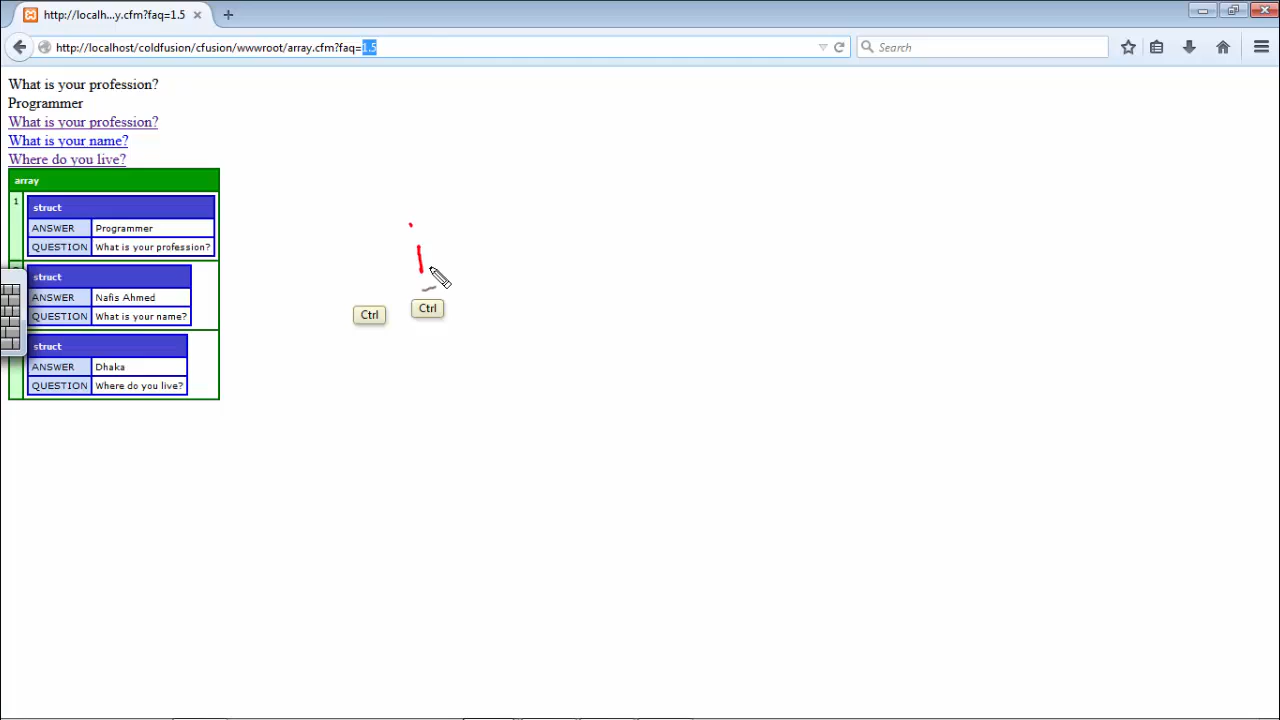 http://localh...y.cfm?faq=1.5
http://localhost/coldfusion/cfusion/wwwroot/array.cfm?faq=1.5
Search
What is your profession?
Programmer
What is your profession?
What is your name?
Where do you live?
array
1
struct
ANSWER Programmer
QUESTION What is your profession?
struct
ANSWER Nafis Ahmed
QUESTION What is your name?
struct
ANSWER Dhaka
QUESTION Where do you live?
Ctrl
Ctrl